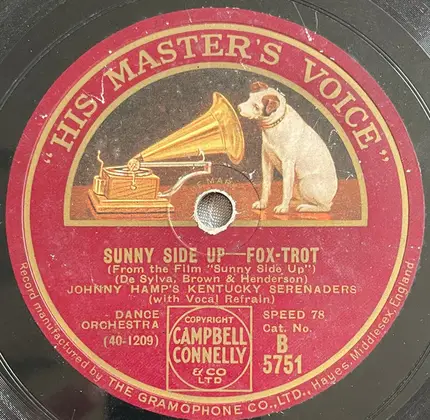 "HIS MASTER'S VOICE"
SUNNY SIDE UP—FOX-TROT
(From the Film "Sunny Side Up")
(De Sylva, Brown & Henderson)
JOHNNY HAMP'S KENTUCKY SERENADERS
(with Vocal Refrain)
DANCE
ORCHESTRA
(40-1209)
COPYRIGHT
CAMPBELL
CONNELLY
& CO
LTD
SPEED 78
Cat. No.
B
5751
Record manufactured by THE GRAMOPHONE CO., LTD., Hayes, Middlesex, England.